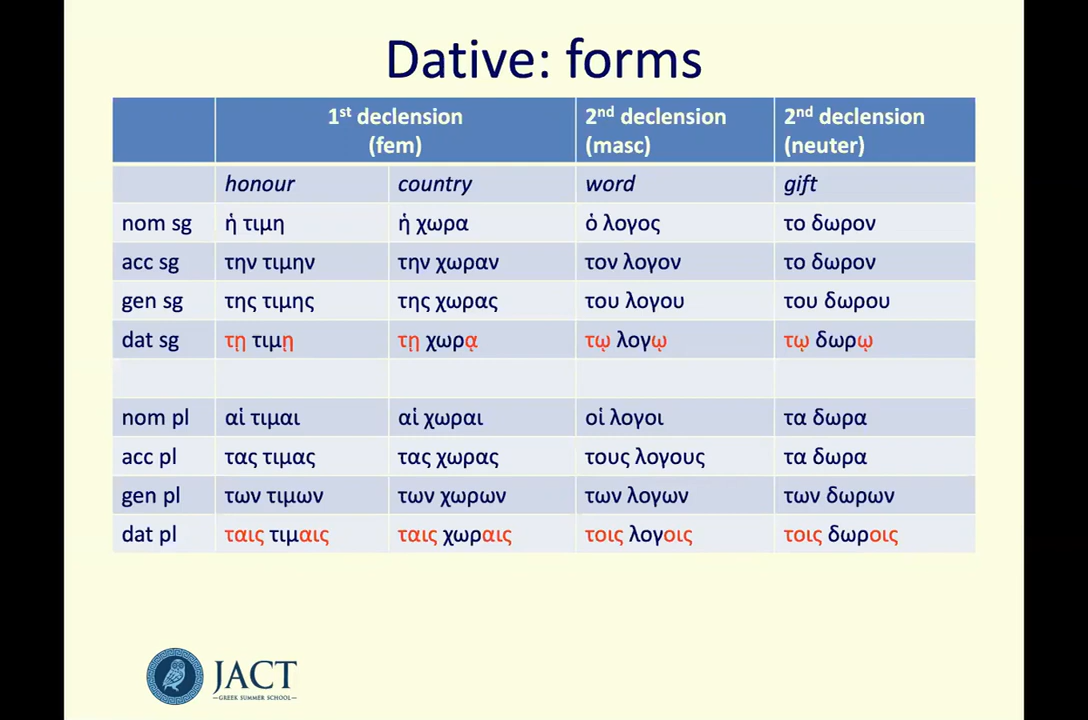 Dative: forms
1st declension (fem) 2nd declension (masc) 2nd declension (neuter)
honour country word gift
nom sg ἡ τιμη ἡ χωρα ὁ λογος το δωρον
acc sg την τιμην την χωραν τον λογον το δωρον
gen sg της τιμης της χωρας του λογου του δωρου
dat sg τῃ τιμῃ τῃ χωρᾳ τῳ λογῳ τῳ δωρῳ
nom pl αἱ τιμαι αἱ χωραι οἱ λογοι τα δωρα
acc pl τας τιμας τας χωρας τους λογους τα δωρα
gen pl των τιμων των χωρων των λογων των δωρων
dat pl ταις τιμαις ταις χωραις τοις λογοις τοις δωροις
JACT
GREEK SUMMER SCHOOL